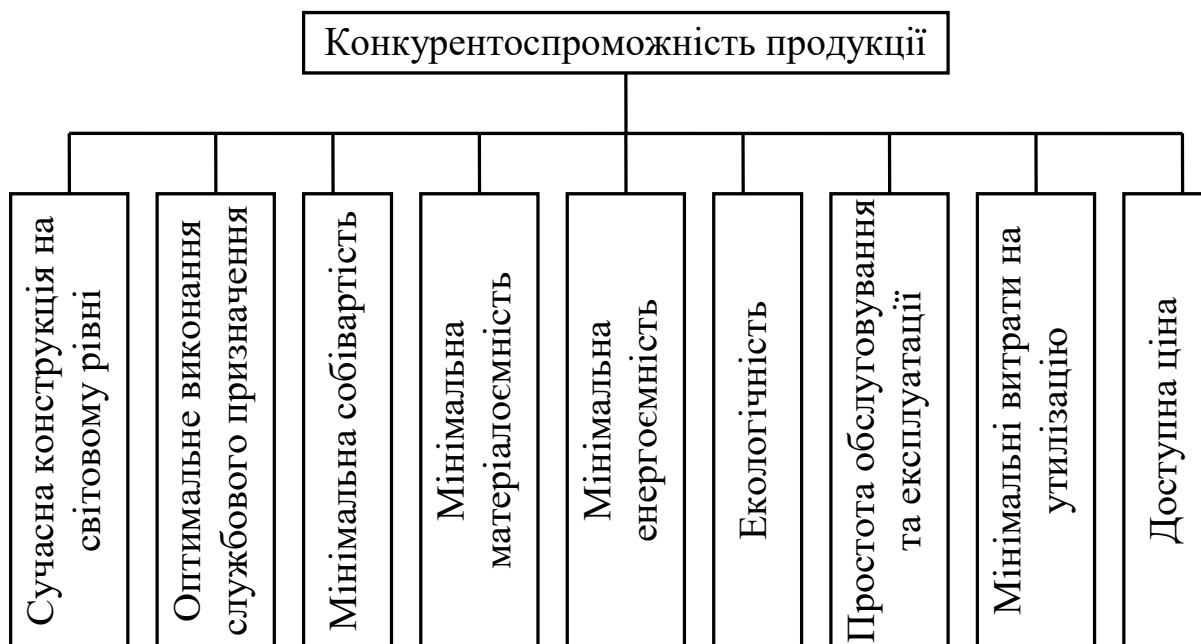 Конкурентоспроможність продукції
Сучасна конструкція на
світовому рівні
Оптимальне виконання
службового призначення
Мінімальна собівартість
Мінімальна
матеріалоємність
Мінімальна
енергоємність
Екологічність
Простота обслуговування
та експлуатації
Мінімальні витрати на
утилізацію
Доступна ціна